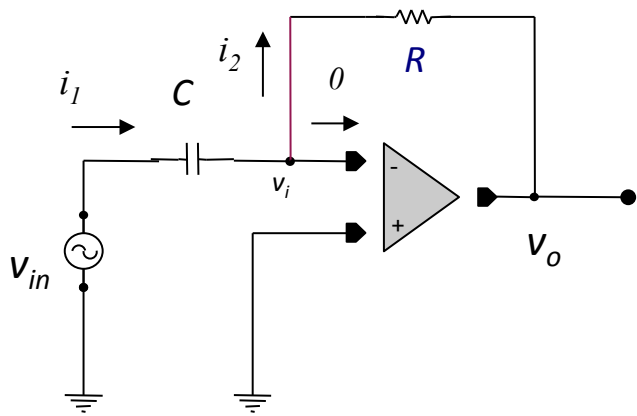 i₂
R
0
i₁
C
vᵢ
-
+
vᵢₙ
vₒ